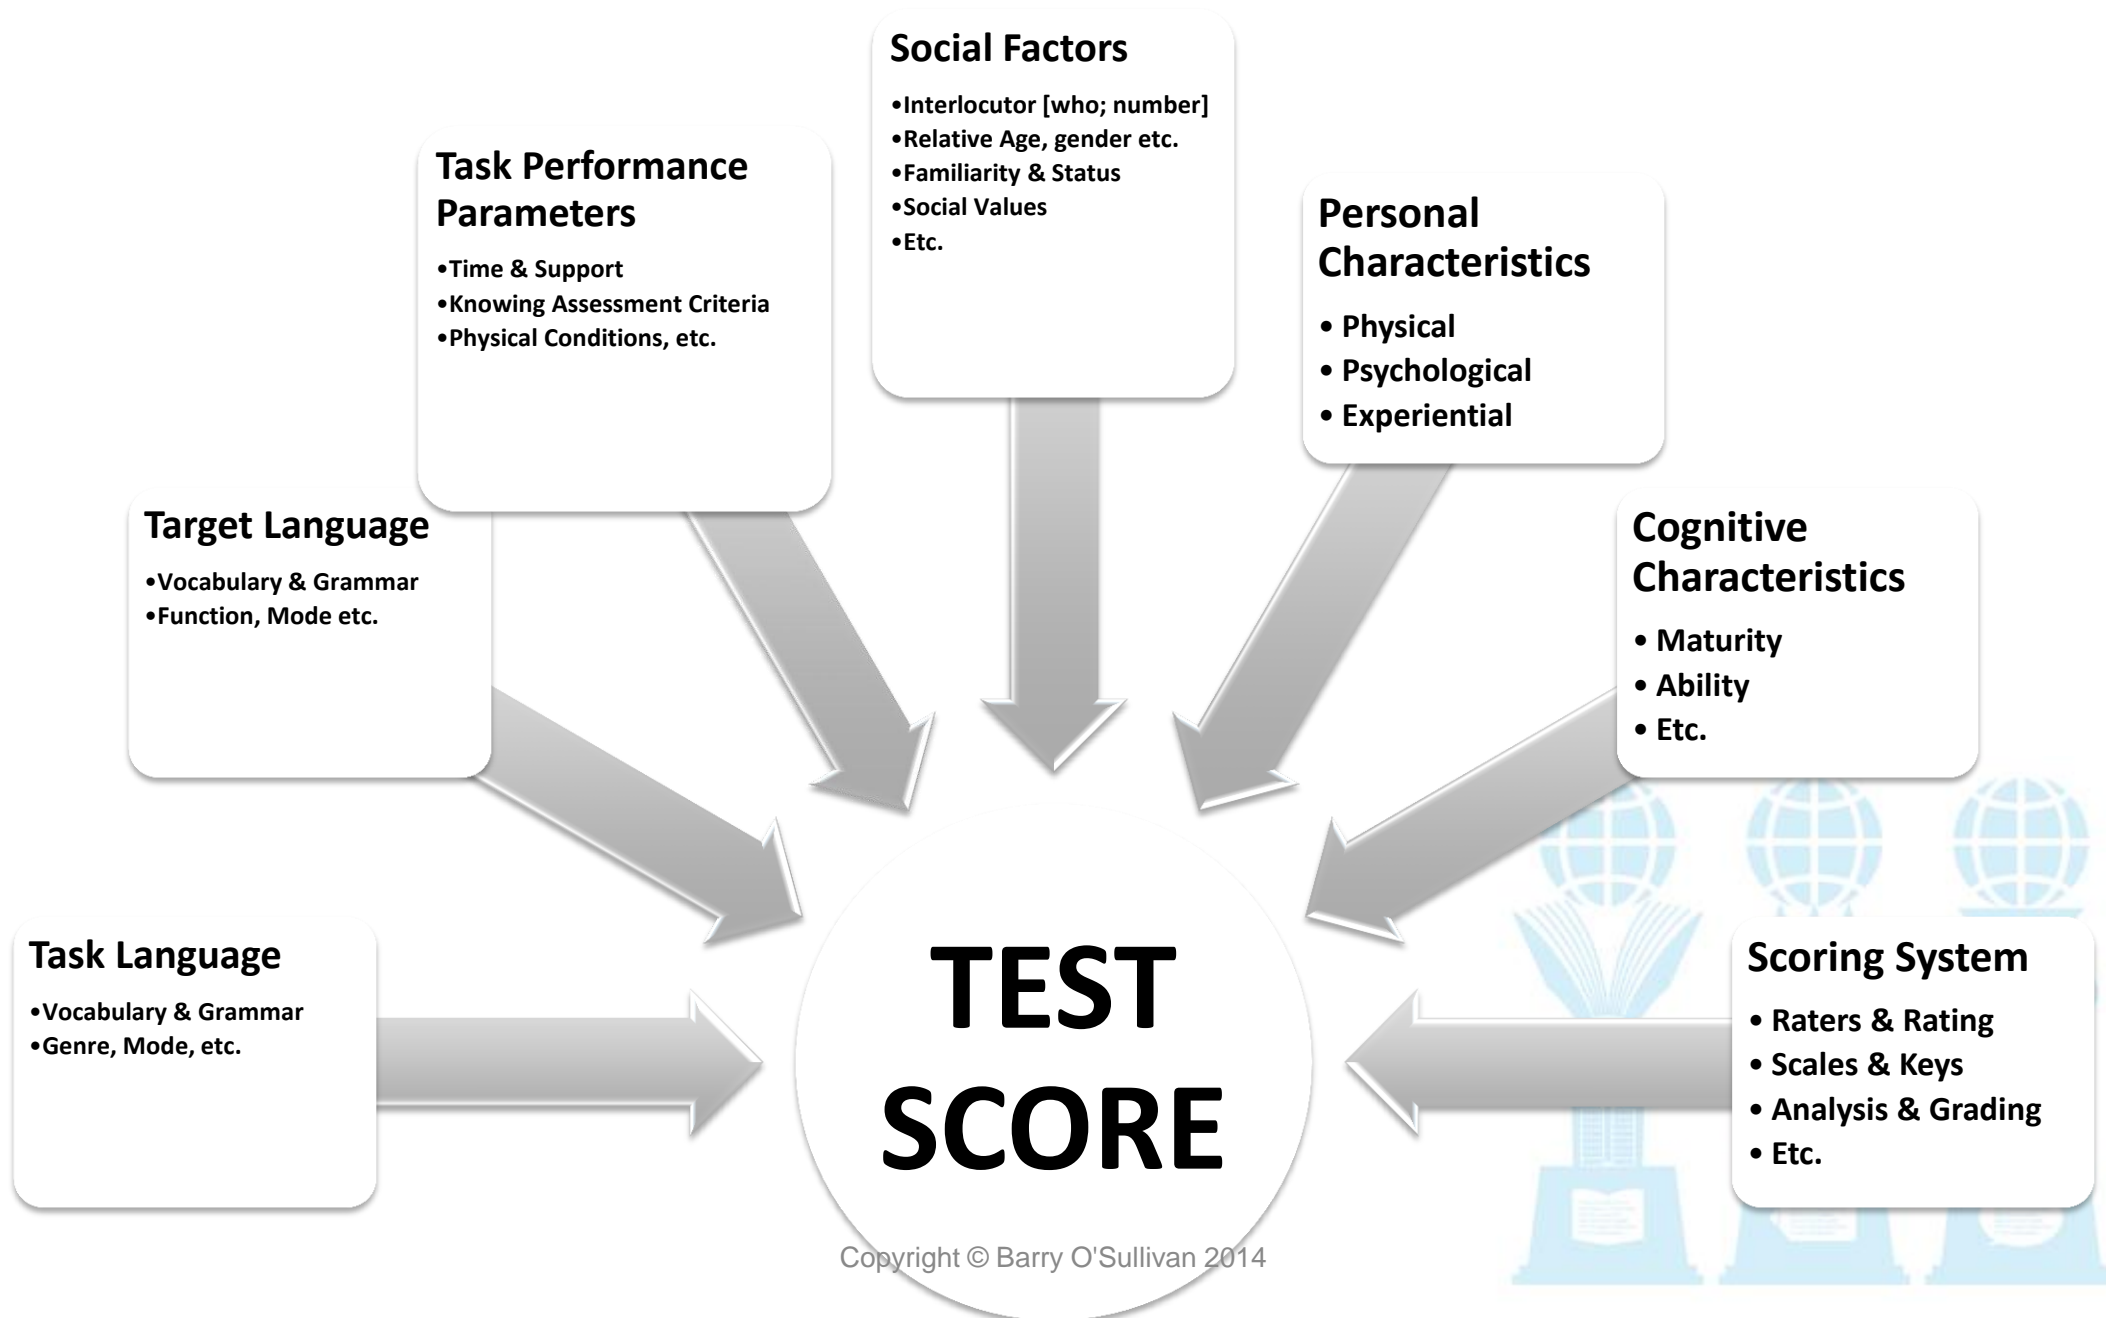 Social Factors
•Interlocutor [who; number]
•Relative Age, gender etc.
•Familiarity & Status
•Social Values
•Etc.
Task Performance
Parameters
•Time & Support
•Knowing Assessment Criteria
•Physical Conditions, etc.
Personal
Characteristics
• Physical
• Psychological
• Experiential
Target Language
•Vocabulary & Grammar
•Function, Mode etc.
Cognitive
Characteristics
• Maturity
• Ability
• Etc.
Task Language
•Vocabulary & Grammar
•Genre, Mode, etc.
TEST
SCORE
Scoring System
• Raters & Rating
• Scales & Keys
• Analysis & Grading
• Etc.
Copyright © Barry O'Sullivan 2014